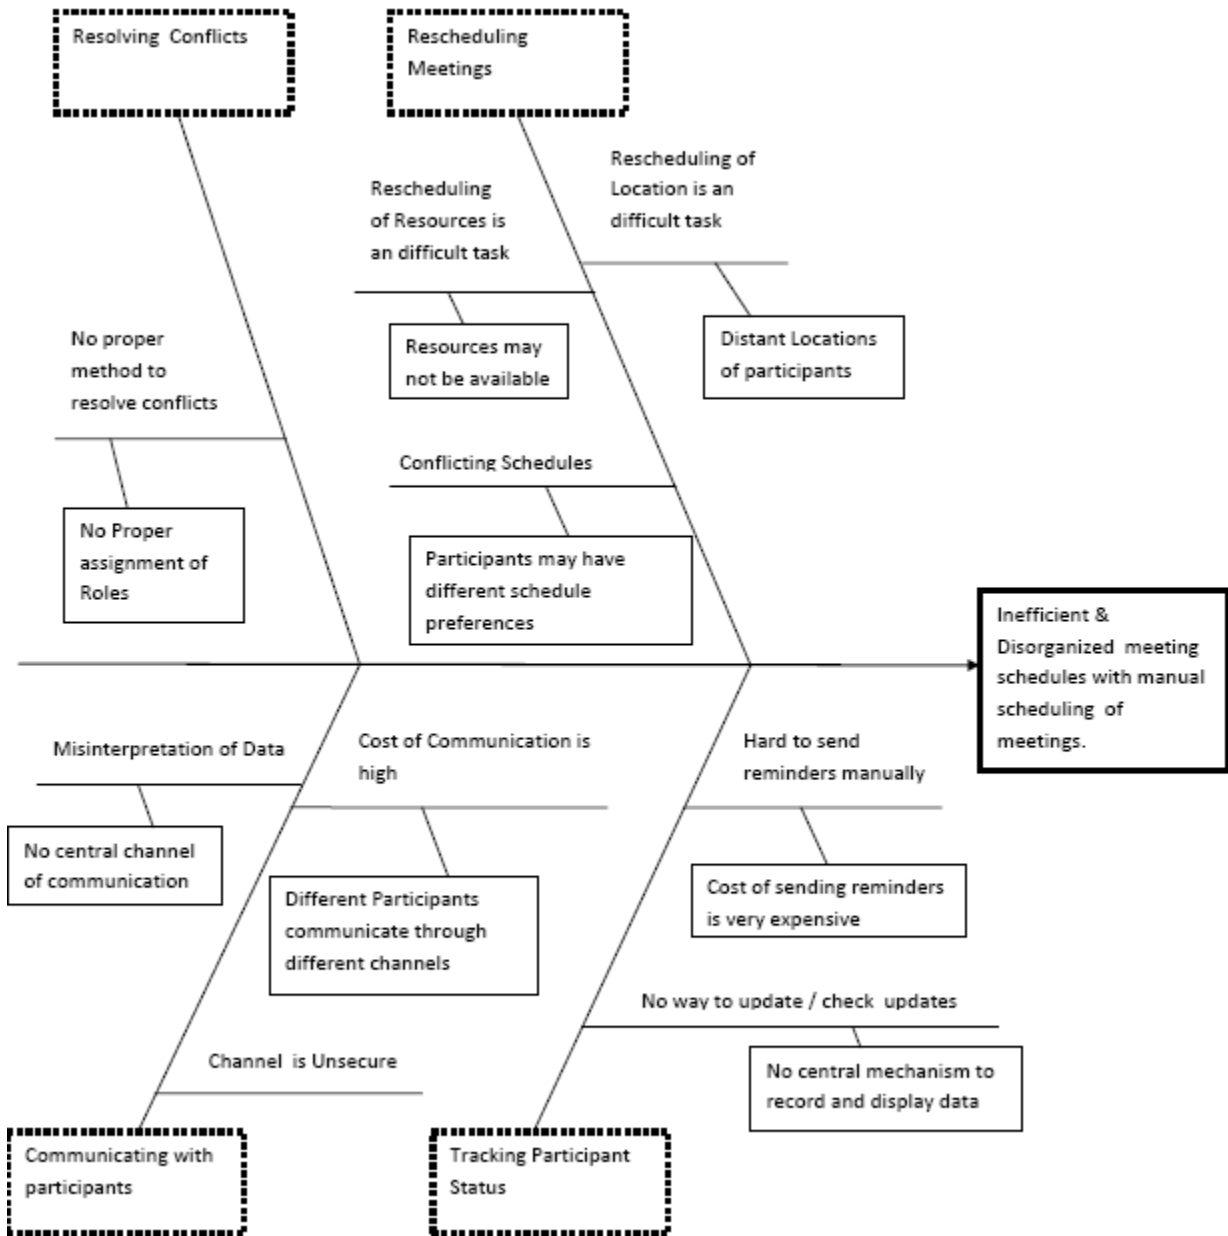 Resolving Conflicts
Rescheduling
Meetings
Rescheduling of
Location is an
difficult task
Rescheduling
of Resources is
an difficult task
No proper
method to
resolve conflicts
Resources may
not be available
Distant Locations
of participants
Conflicting Schedules
No Proper
assignment of
Roles
Participants may have
different schedule
preferences
Inefficient &
Disorganized meeting
schedules with manual
scheduling of
meetings.
Misinterpretation of Data
Cost of Communication is
high
Hard to send
reminders manually
No central channel
of communication
Different Participants
communicate through
different channels
Cost of sending reminders
is very expensive
No way to update / check updates
Channel is Unsecure
No central mechanism to
record and display data
Communicating with
participants
Tracking Participant
Status